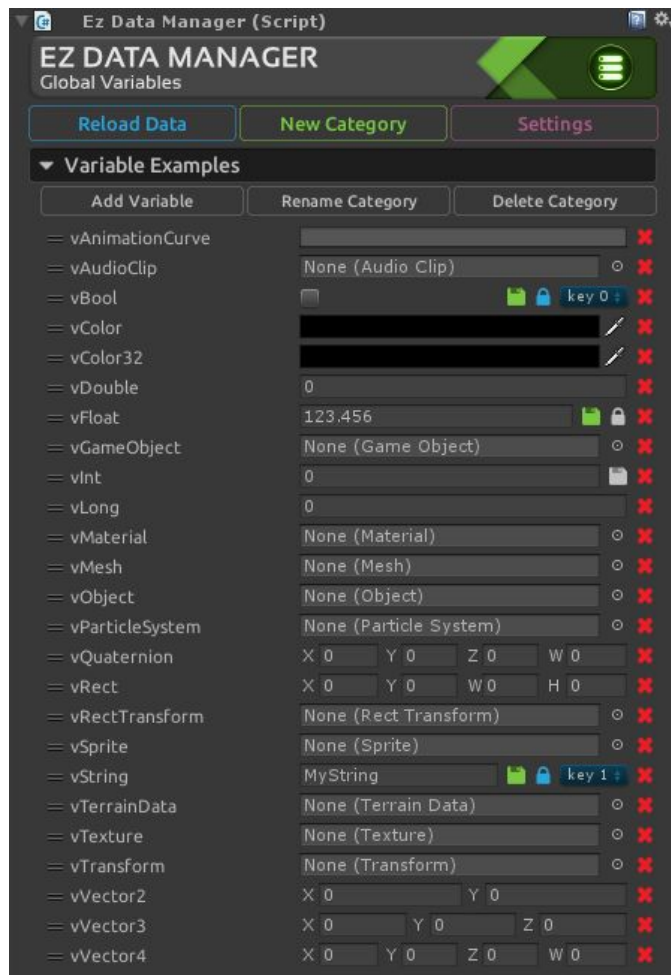 Ez Data Manager (Script)
EZ DATA MANAGER
Global Variables
Reload Data New Category Settings
Variable Examples
Add Variable Rename Category Delete Category
vAnimationCurve
vAudioClip None (Audio Clip)
vBool key 0
vColor
vColor32
vDouble 0
vFloat 123.456
vGameObject None (Game Object)
vInt 0
vLong 0
vMaterial None (Material)
vMesh None (Mesh)
vObject None (Object)
vParticleSystem None (Particle System)
vQuaternion X 0 Y 0 Z 0 W 0
vRect X 0 Y 0 W 0 H 0
vRectTransform None (Rect Transform)
vSprite None (Sprite)
vString MyString key 1
vTerrainData None (Terrain Data)
vTexture None (Texture)
vTransform None (Transform)
vVector2 X 0 Y 0
vVector3 X 0 Y 0 Z 0
vVector4 X 0 Y 0 Z 0 W 0